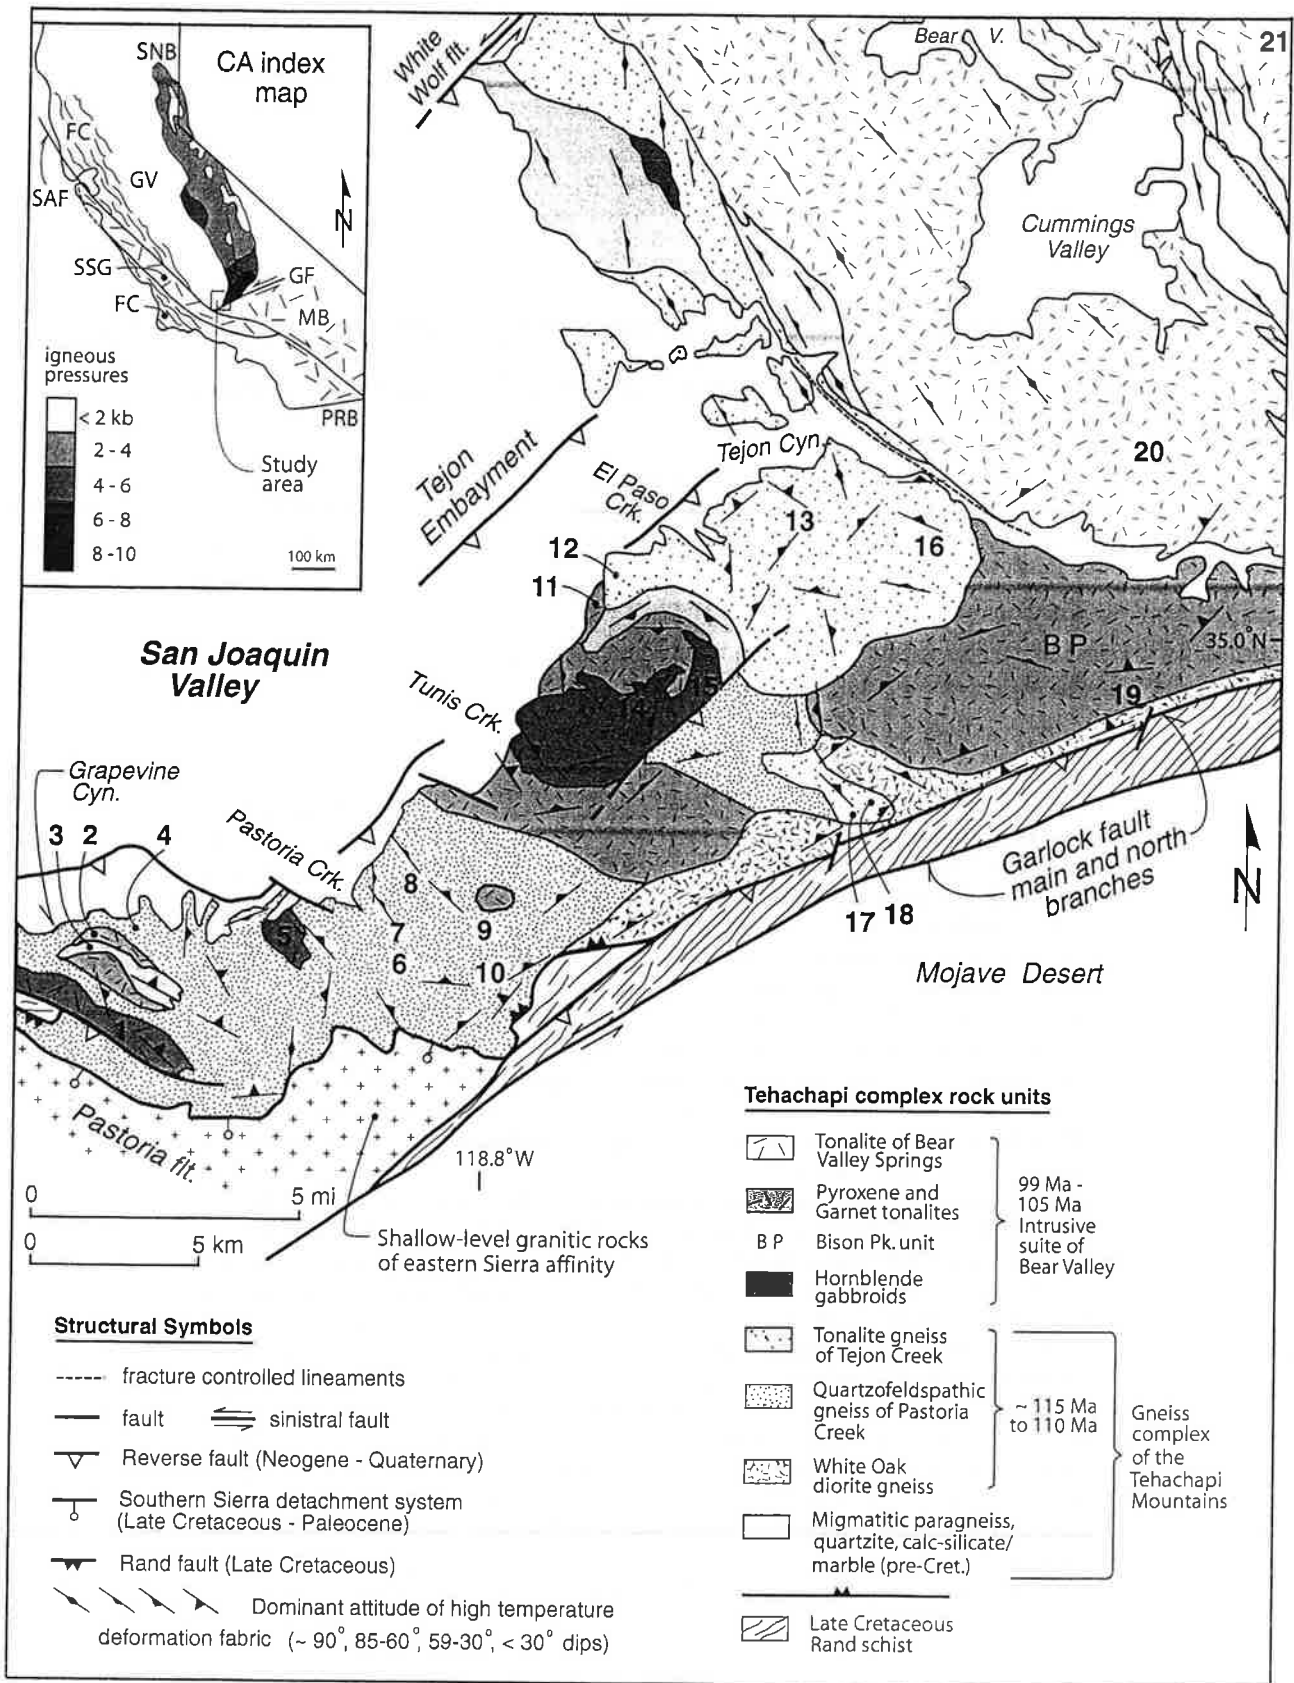 CA index
map
SNB
FC
GV
SAF
N
SSG
FC
GF
MB
PRB
igneous
pressures
< 2 kb
2 - 4
4 - 6
6 - 8
8 - 10
Study
area
100 km
White
Wolf flt.
Bear V.
21
Cummings
Valley
20
Tejon
Embayment
Tejon Cyn.
El Paso
Crk.
13
16
12
11
B P
35.0°N
San Joaquin
Valley
Tunis Crk.
15
14
19
Grapevine
Cyn.
3 2 4
Pastoria Crk.
8
5
7
9
6
10
1
17 18
Garlock fault
main and north
branches
N
Mojave Desert
Pastoria flt.
118.8°W
0 5 mi
0 5 km
Shallow-level granitic rocks
of eastern Sierra affinity
Structural Symbols
fracture controlled lineaments
fault sinistral fault
Reverse fault (Neogene - Quaternary)
Southern Sierra detachment system
(Late Cretaceous - Paleocene)
Rand fault (Late Cretaceous)
Dominant attitude of high temperature
deformation fabric (~ 90°, 85-60°, 59-30°, < 30° dips)
Tehachapi complex rock units
Tonalite of Bear
Valley Springs
Pyroxene and
Garnet tonalites
B P Bison Pk. unit
Hornblende
gabbroids
99 Ma -
105 Ma
Intrusive
suite of
Bear Valley
Tonalite gneiss
of Tejon Creek
Quartzofeldspathic
gneiss of Pastoria
Creek
White Oak
diorite gneiss
~ 115 Ma
to 110 Ma
Migmatitic paragneiss,
quartzite, calc-silicate/
marble (pre-Cret.)
Gneiss
complex
of the
Tehachapi
Mountains
Late Cretaceous
Rand schist